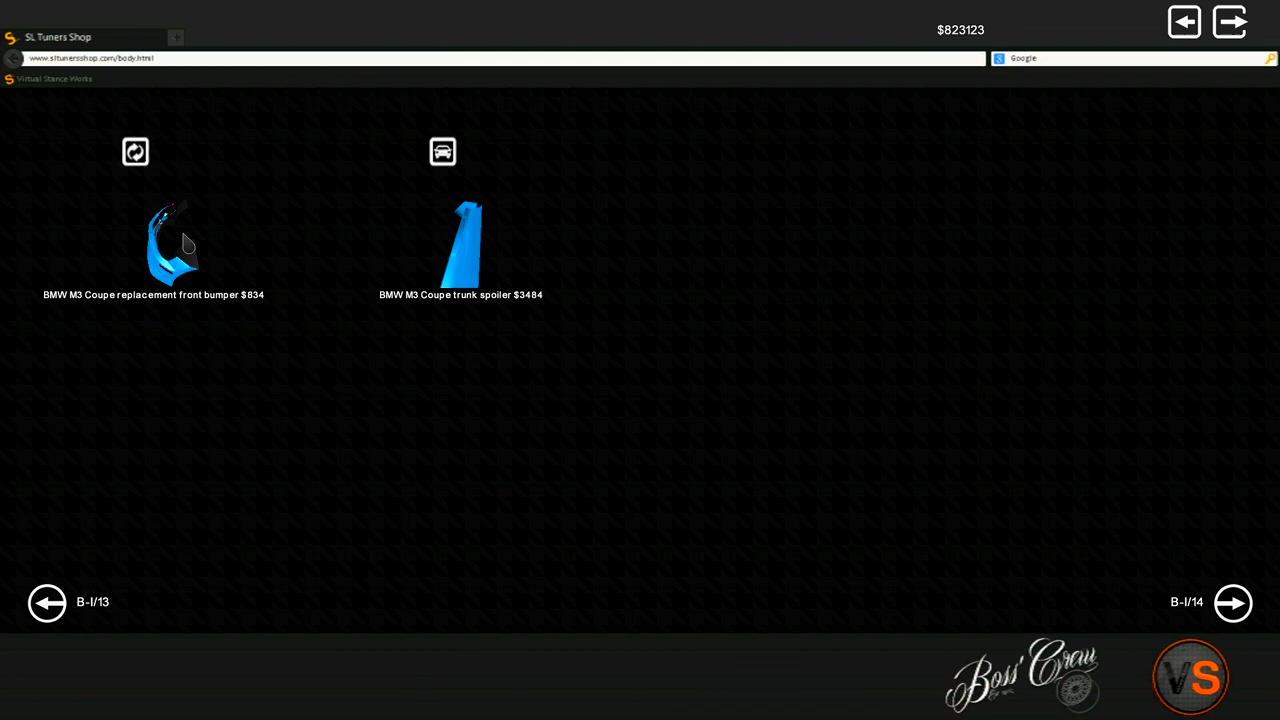 $823123
SL Tuners Shop
www.sltunersshop.com/body.html
Google
Virtual Stance Works
BMW M3 Coupe replacement front bumper $834
BMW M3 Coupe trunk spoiler $3484
B-I/13
B-I/14
Boss' Crew
VS